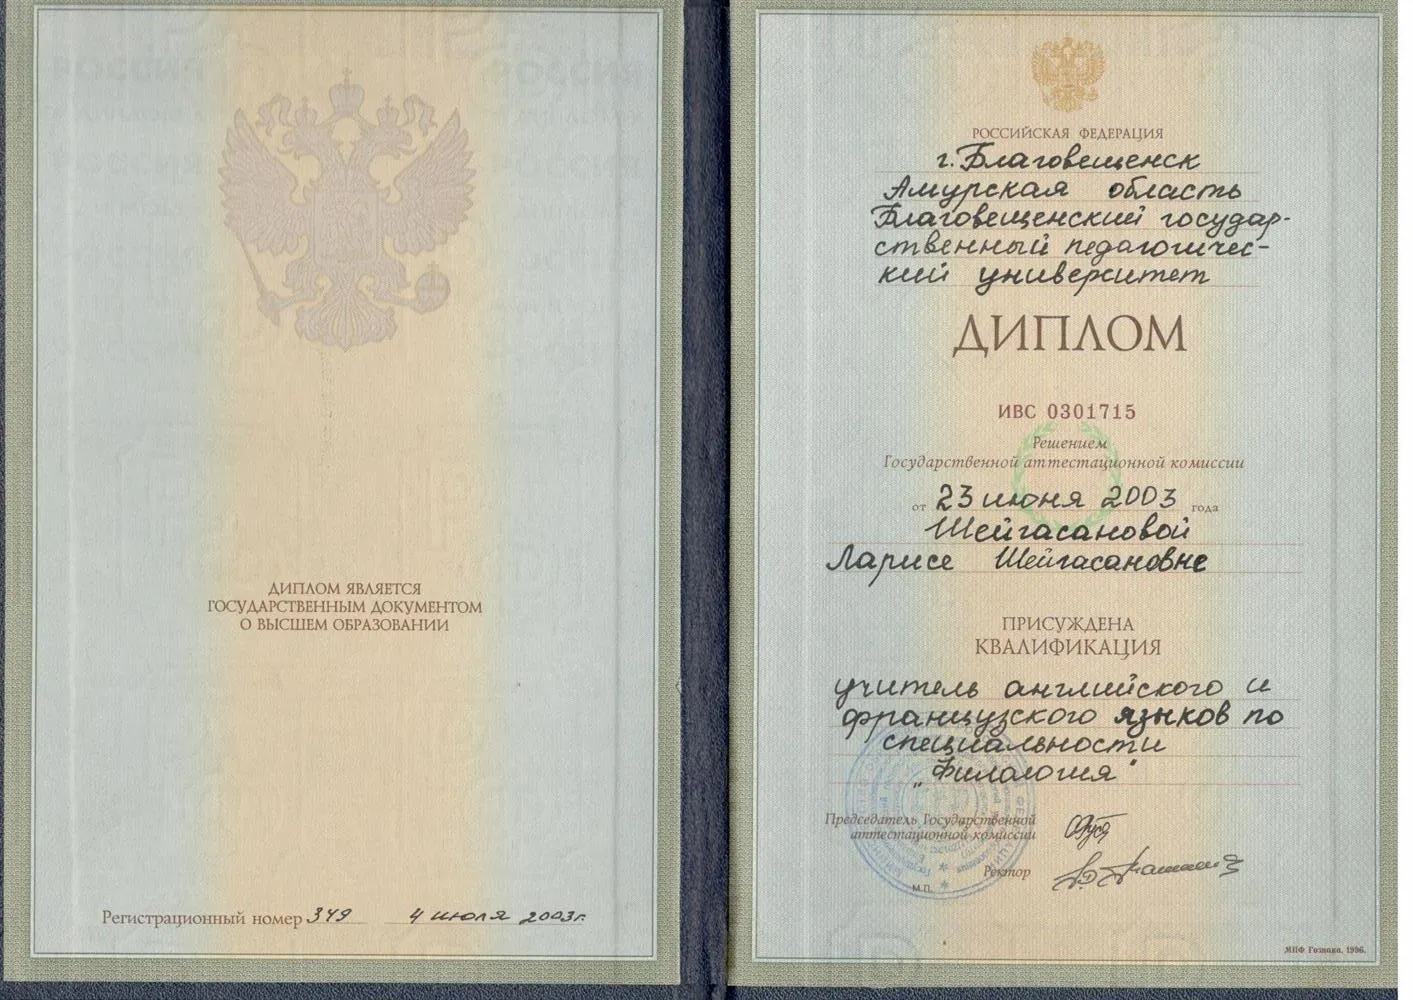 ДИПЛОМ ЯВЛЯЕТСЯ
ГОСУДАРСТВЕННЫМ ДОКУМЕНТОМ
О ВЫСШЕМ ОБРАЗОВАНИИ
Регистрационный номер 349 4 июля 2003г.
РОССИЙСКАЯ ФЕДЕРАЦИЯ
г. Благовещенск
Амурская область
Благовещенский государ-
ственный педагогичес-
кий университет
ДИПЛОМ
ИВС 0301715
Решением
Государственной аттестационной комиссии
от 23 июня 2003 года
Шейгасановой
Ларисе Шейгасановне
ПРИСУЖДЕНА
КВАЛИФИКАЦИЯ
учитель английского и
французского языков по
специальности
"Филология"
Председатель Государственной
аттестационной комиссии
Ректор
М.П.
МПФ Гознака. 1996.